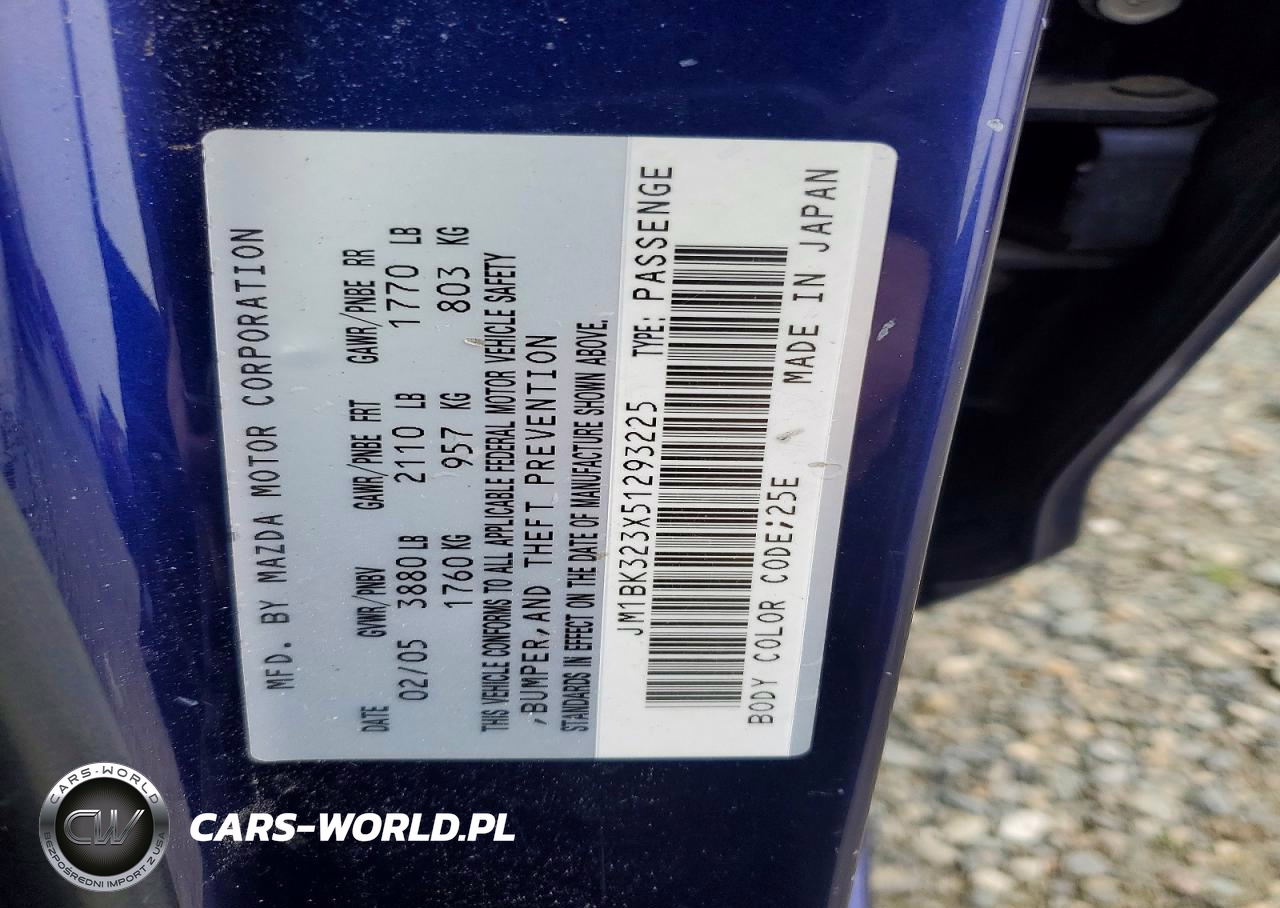 MFD. BY MAZDA MOTOR CORPORATION
DATE GVWR/PNBV GAWR/PNBE FRT GAWR/PNBE RR
02/05 3880 LB 2110 LB 1770 LB
1760 KG 957 KG 803 KG
THIS VEHICLE CONFORMS TO ALL APPLICABLE FEDERAL MOTOR VEHICLE SAFETY
,BUMPER,AND THEFT PREVENTION
STANDARDS IN EFFECT ON THE DATE OF MANUFACTURE SHOWN ABOVE.
JM1BK323X51293225 TYPE: PASSENGE
BODY COLOR CODE;25E MADE IN JAPAN
CARS-WORLD
CW
BEZPOŚREDNI IMPORT Z USA
CARS-WORLD.PL